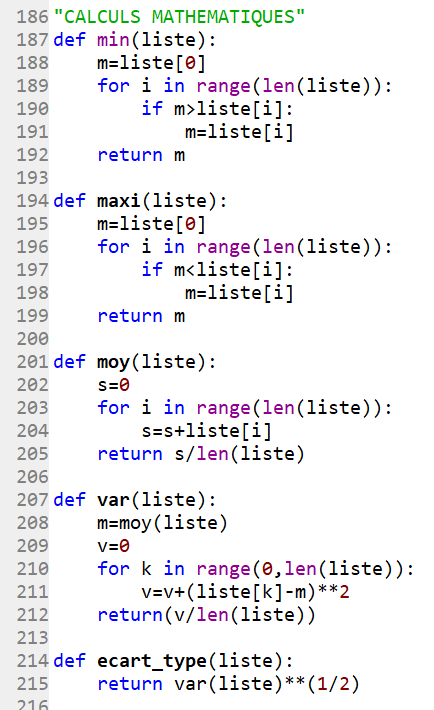 186 "CALCULS MATHEMATIQUES"
187 def min(liste):
188     m=liste[0]
189     for i in range(len(liste)):
190         if m>liste[i]:
191             m=liste[i]
192     return m
193
194 def maxi(liste):
195     m=liste[0]
196     for i in range(len(liste)):
197         if m<liste[i]:
198             m=liste[i]
199     return m
200
201 def moy(liste):
202     s=0
203     for i in range(len(liste)):
204         s=s+liste[i]
205     return s/len(liste)
206
207 def var(liste):
208     m=moy(liste)
209     v=0
210     for k in range(0,len(liste)):
211         v=v+(liste[k]-m)**2
212     return(v/len(liste))
213
214 def ecart_type(liste):
215     return var(liste)**(1/2)
216